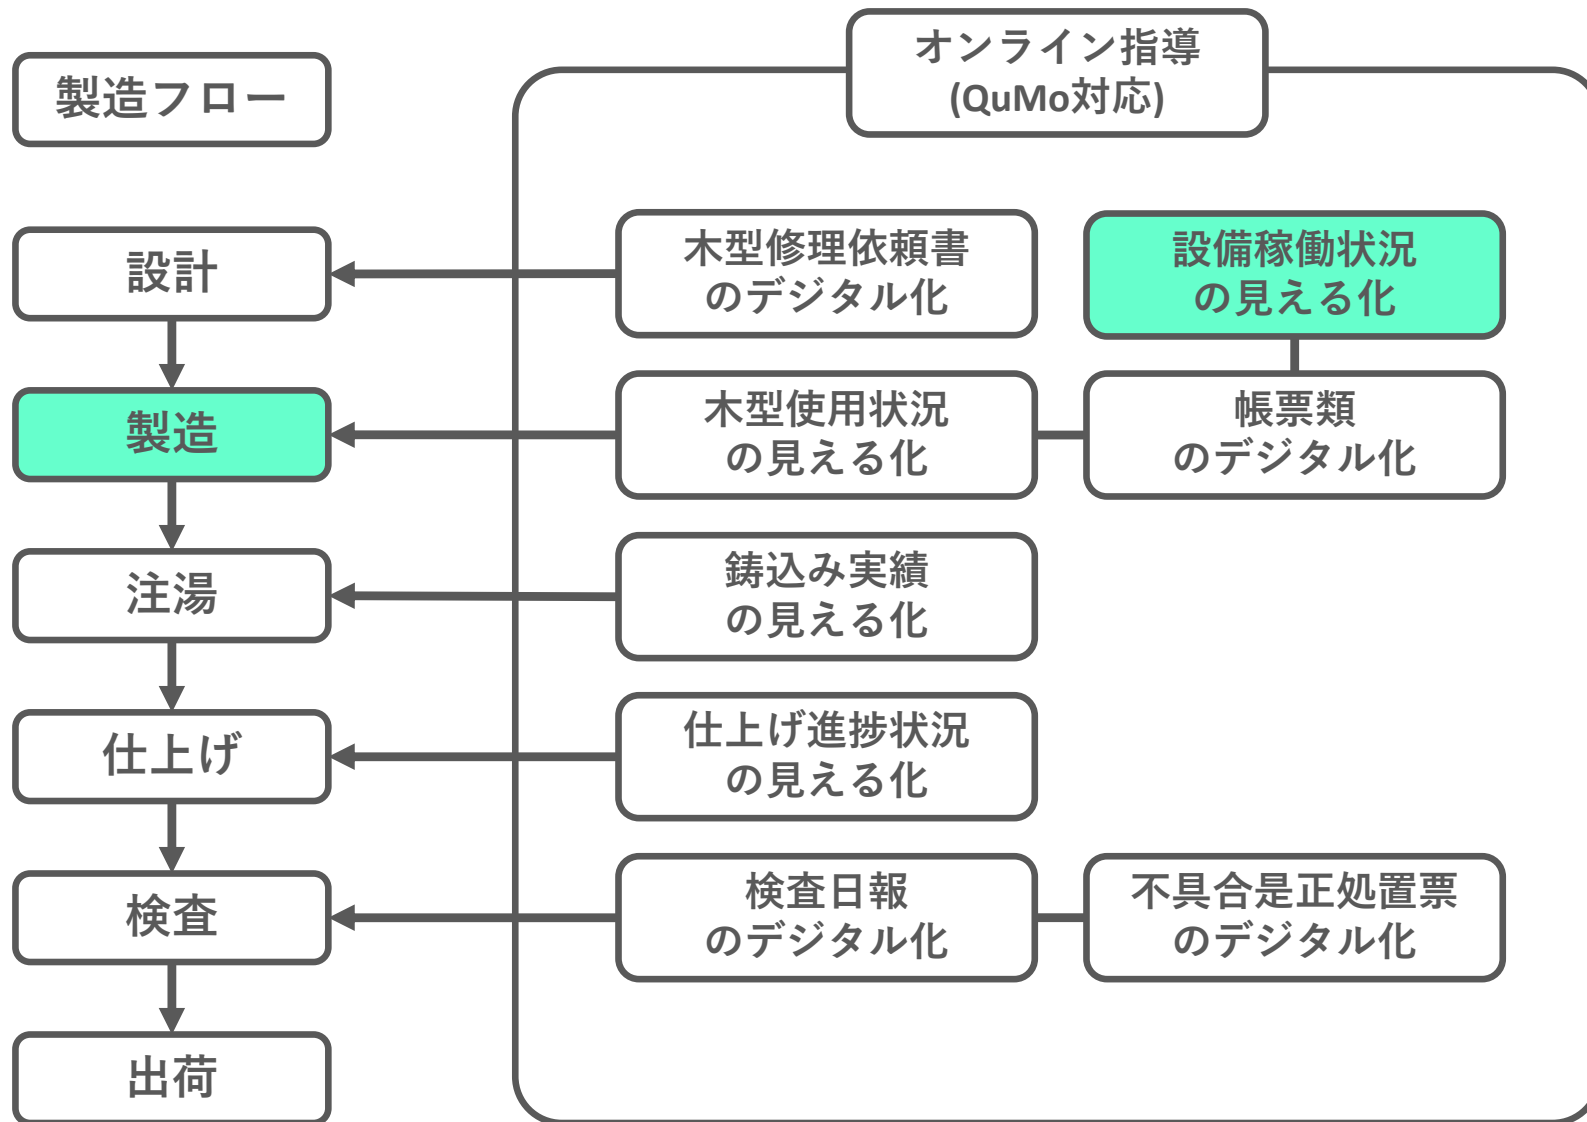 製造フロー
オンライン指導
(QuMo対応)
設計
木型修理依頼書
のデジタル化
設備稼働状況
の見える化
製造
木型使用状況
の見える化
帳票類
のデジタル化
注湯
鋳込み実績
の見える化
仕上げ
仕上げ進捗状況
の見える化
検査
検査日報
のデジタル化
不具合是正処置票
のデジタル化
出荷